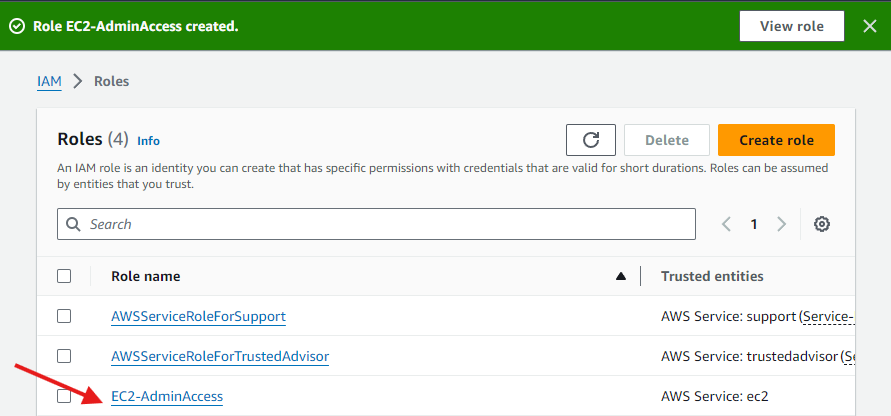 Role EC2-AdminAccess created.
View role
IAM > Roles
Roles (4) Info
Delete
Create role
An IAM role is an identity you can create that has specific permissions with credentials that are valid for short durations. Roles can be assumed
by entities that you trust.
Search
1
Role name
Trusted entities
AWSServiceRoleForSupport
AWS Service: support (Service-
AWSServiceRoleForTrustedAdvisor
AWS Service: trustedadvisor (Se
EC2-AdminAccess
AWS Service: ec2